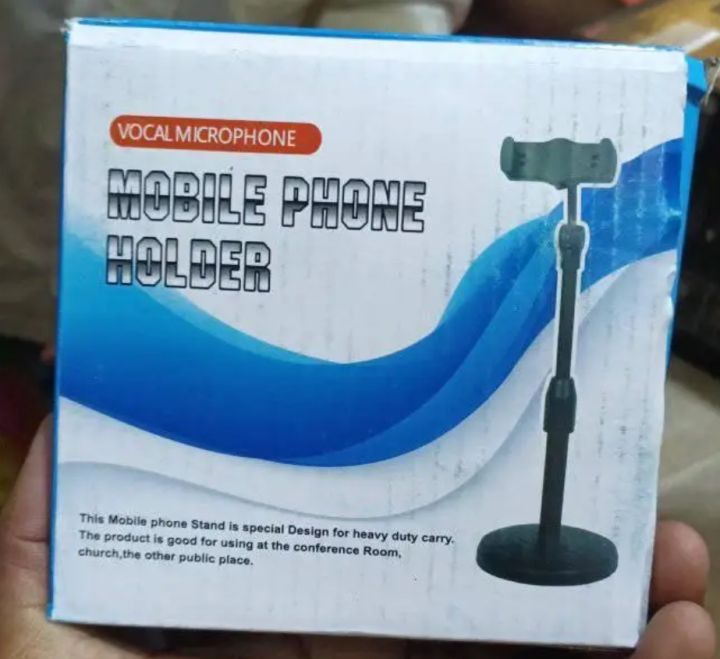 VOCAL MICROPHONE
MOBILE PHONE
HOLDER
This Mobile phone Stand is special Design for heavy duty carry.
The product is good for using at the conference Room,
church,the other public place.